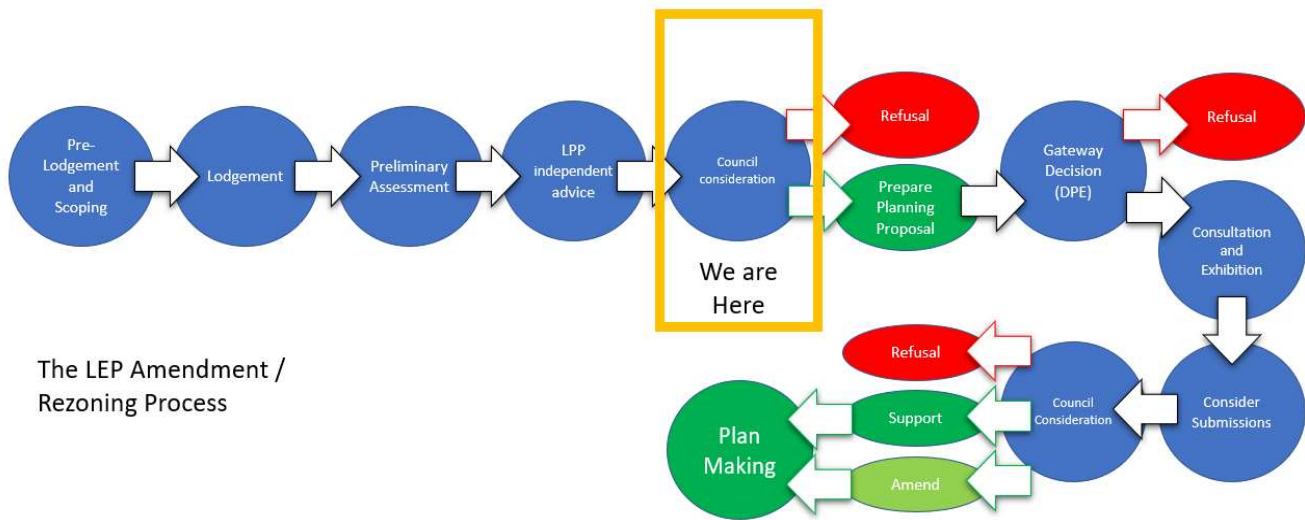 Pre-
Lodgement
and
Scoping
Lodgement
Preliminary
Assessment
LPP
independent
advice
Council
consideration
We are
Here
Refusal
Prepare
Planning
Proposal
Gateway
Decision
(DPE)
Refusal
Consultation
and
Exhibition
Consider
Submissions
Council
Consideration
Refusal
Support
Amend
Plan
Making
The LEP Amendment /
Rezoning Process